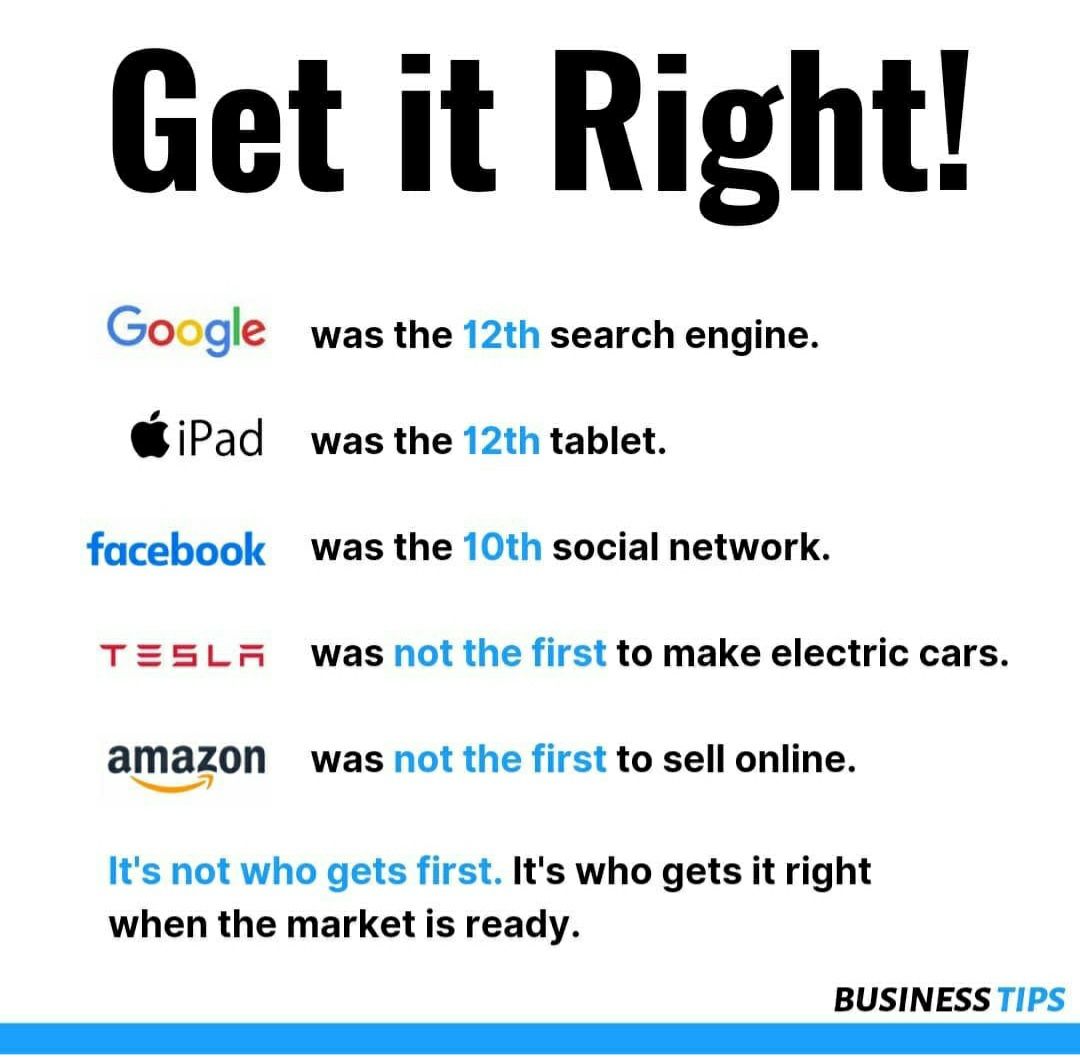 Get it Right!
Google was the 12th search engine.
iPad was the 12th tablet.
facebook was the 10th social network.
TESLA was not the first to make electric cars.
amazon was not the first to sell online.
It's not who gets first. It's who gets it right
when the market is ready.
BUSINESS TIPS